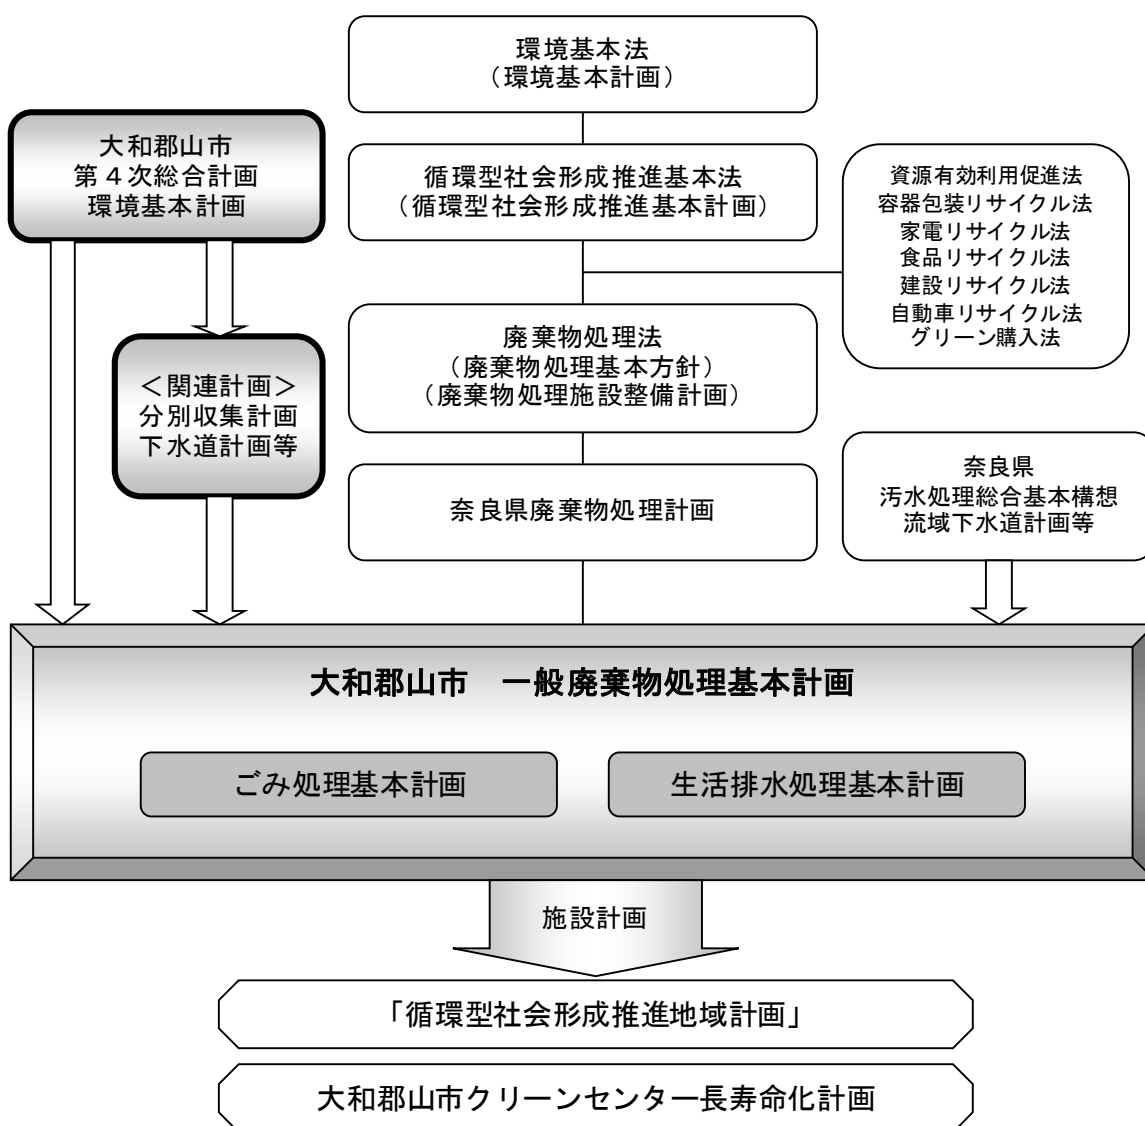 環境基本法
（環境基本計画）
大和郡山市
第４次総合計画
環境基本計画
循環型社会形成推進基本法
（循環型社会形成推進基本計画）
資源有効利用促進法
容器包装リサイクル法
家電リサイクル法
食品リサイクル法
建設リサイクル法
自動車リサイクル法
グリーン購入法
廃棄物処理法
（廃棄物処理基本方針）
（廃棄物処理施設整備計画）
＜関連計画＞
分別収集計画
下水道計画等
奈良県廃棄物処理計画
奈良県
汚水処理総合基本構想
流域下水道計画等
大和郡山市　一般廃棄物処理基本計画
ごみ処理基本計画
生活排水処理基本計画
施設計画
「循環型社会形成推進地域計画」
大和郡山市クリーンセンター長寿命化計画